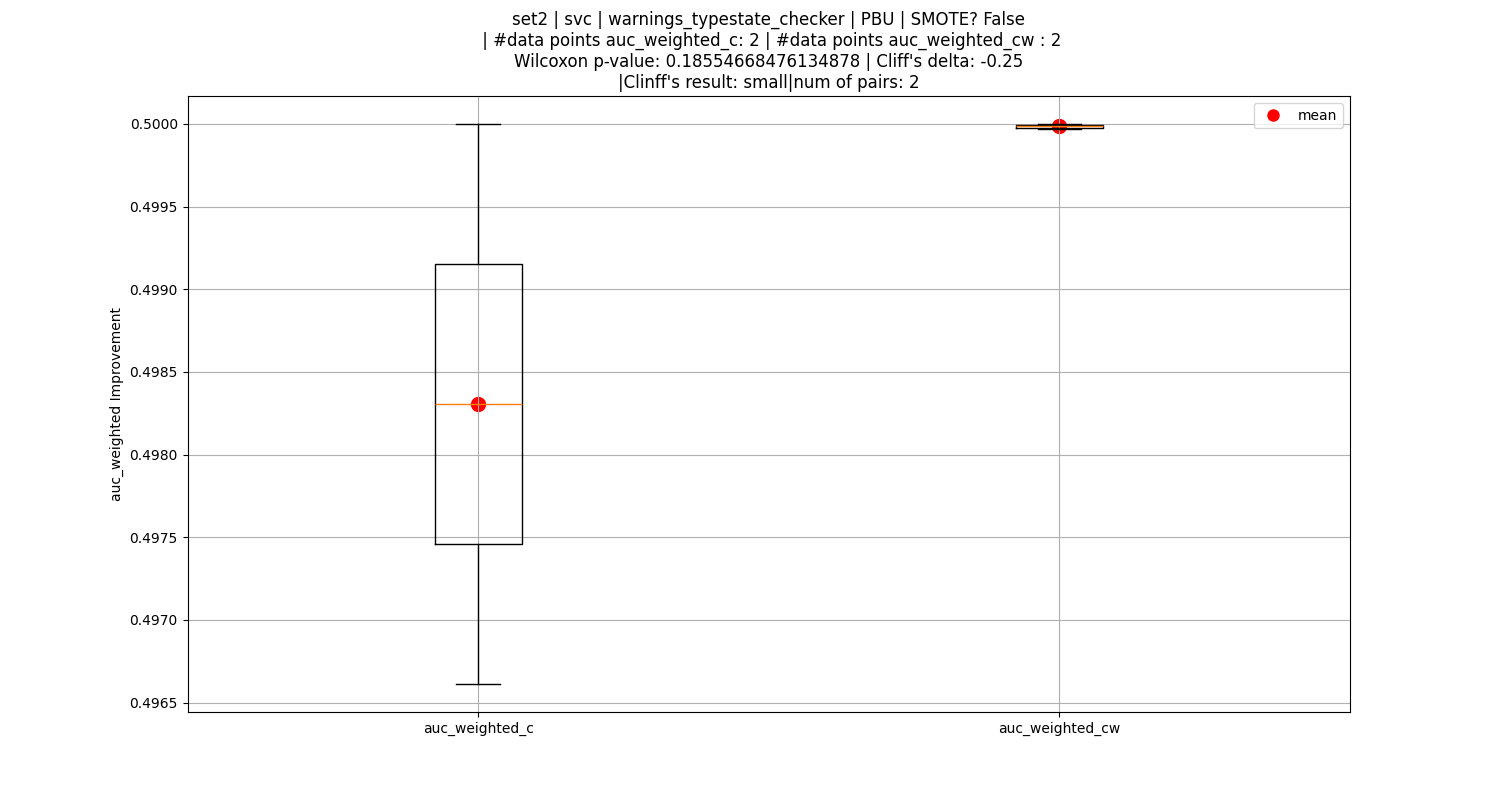 set2 | svc | warnings_typestate_checker | PBU | SMOTE? False
| #data points auc_weighted_c: 2 | #data points auc_weighted_cw : 2
Wilcoxon p-value: 0.18554668476134878 | Cliff's delta: -0.25
|Clinff's result: small|num of pairs: 2
mean
0.5000
0.4995
0.4990
0.4985
0.4980
0.4975
0.4970
0.4965
auc_weighted Improvement
auc_weighted_c
auc_weighted_cw